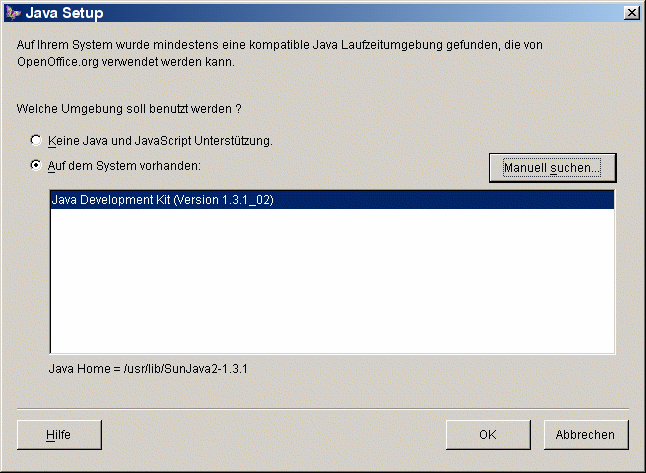 Java Setup
Auf Ihrem System wurde mindestens eine kompatible Java Laufzeitumgebung gefunden, die von
OpenOffice.org verwendet werden kann.
Welche Umgebung soll benutzt werden ?
Keine Java und JavaScript Unterstützung.
Auf dem System vorhanden:
Manuell suchen...
Java Development Kit (Version 1.3.1_02)
Java Home = /usr/lib/SunJava2-1.3.1
Hilfe
OK
Abbrechen